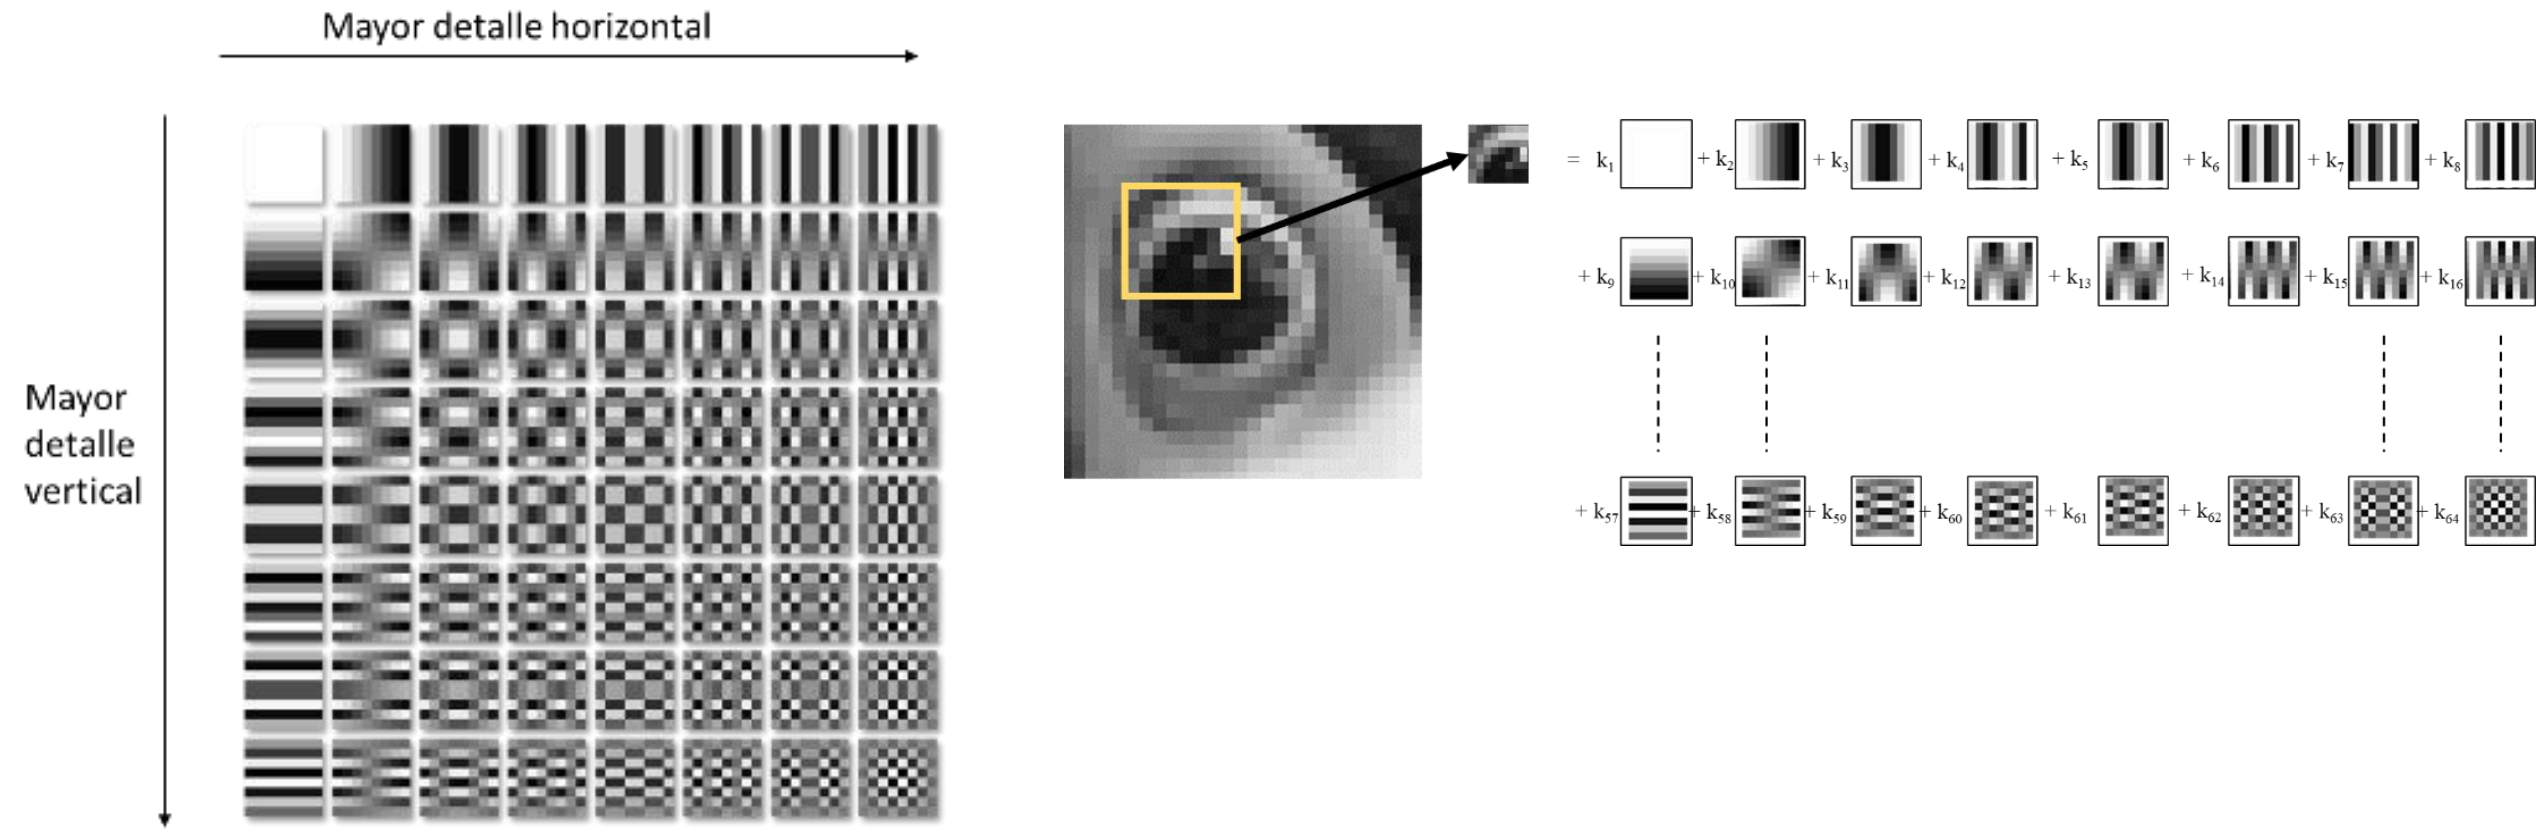 Mayor detalle horizontal
Mayor
detalle
vertical
= k1 + k2 + k3 + k4 + k5 + k6 + k7 + k8
+ k9 + k10 + k11 + k12 + k13 + k14 + k15 + k16
+ k57 + k58 + k59 + k60 + k61 + k62 + k63 + k64